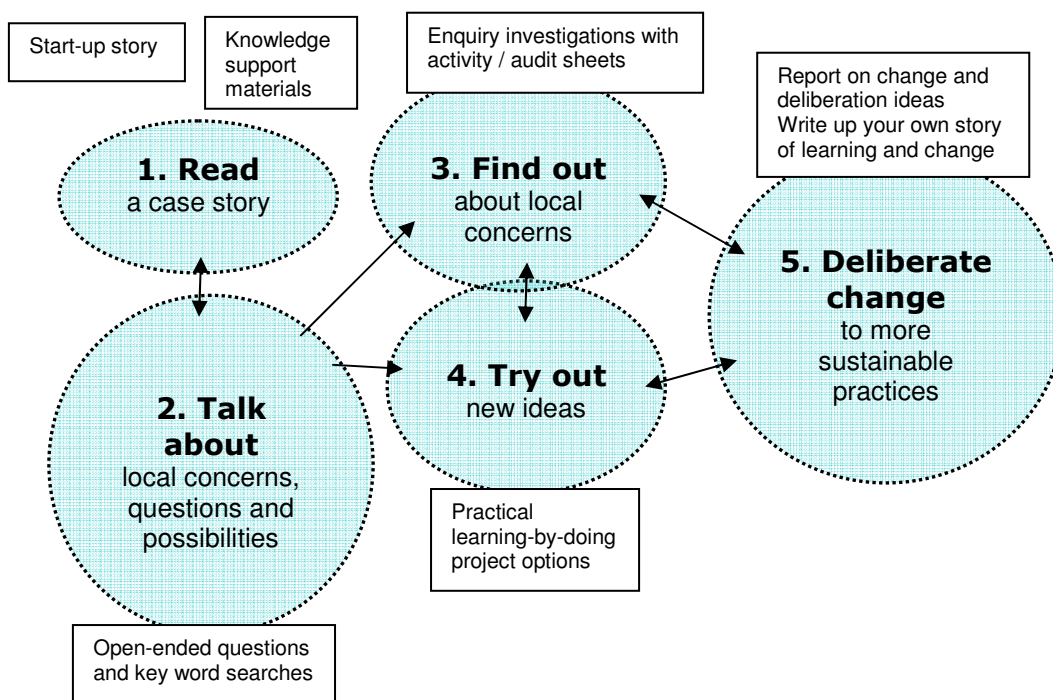 Start-up story
Knowledge
support
materials
1. Read
a case story
2. Talk
about
local concerns,
questions and
possibilities
Open-ended questions
and key word searches
Enquiry investigations with
activity / audit sheets
3. Find out
about local
concerns
4. Try out
new ideas
Practical
learning-by-doing
project options
Report on change and
deliberation ideas
Write up your own story
of learning and change
5. Deliberate
change
to more
sustainable
practices